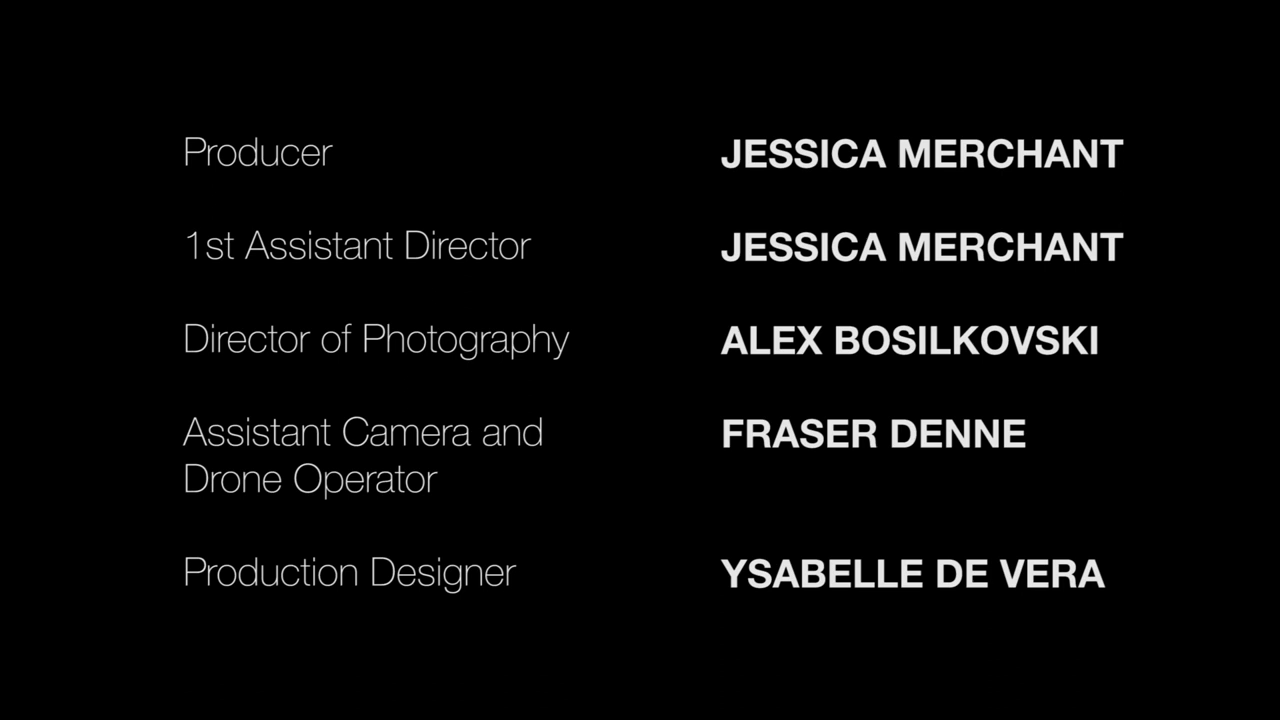 Producer JESSICA MERCHANT
1st Assistant Director JESSICA MERCHANT
Director of Photography ALEX BOSILKOVSKI
Assistant Camera and FRASER DENNE
Drone Operator
Production Designer YSABELLE DE VERA